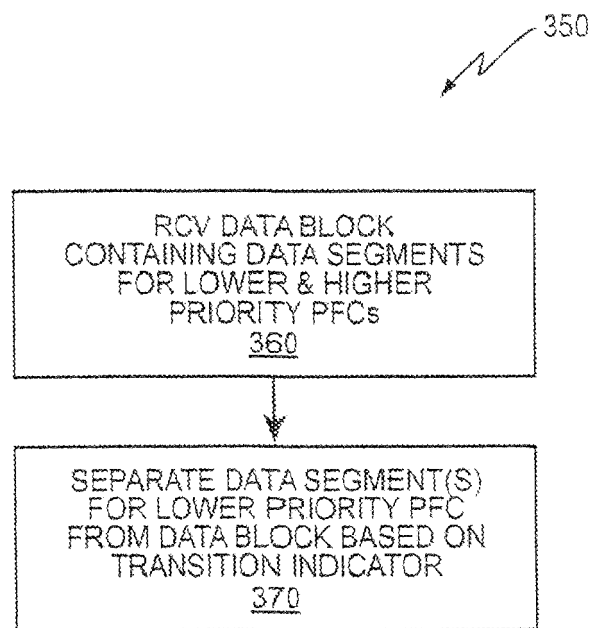 350
RCV DATA BLOCK
CONTAINING DATA SEGMENTS
FOR LOWER & HIGHER
PRIORITY PFCs
360
SEPARATE DATA SEGMENT(S)
FOR LOWER PRIORITY PFC
FROM DATA BLOCK BASED ON
TRANSITION INDICATOR
370